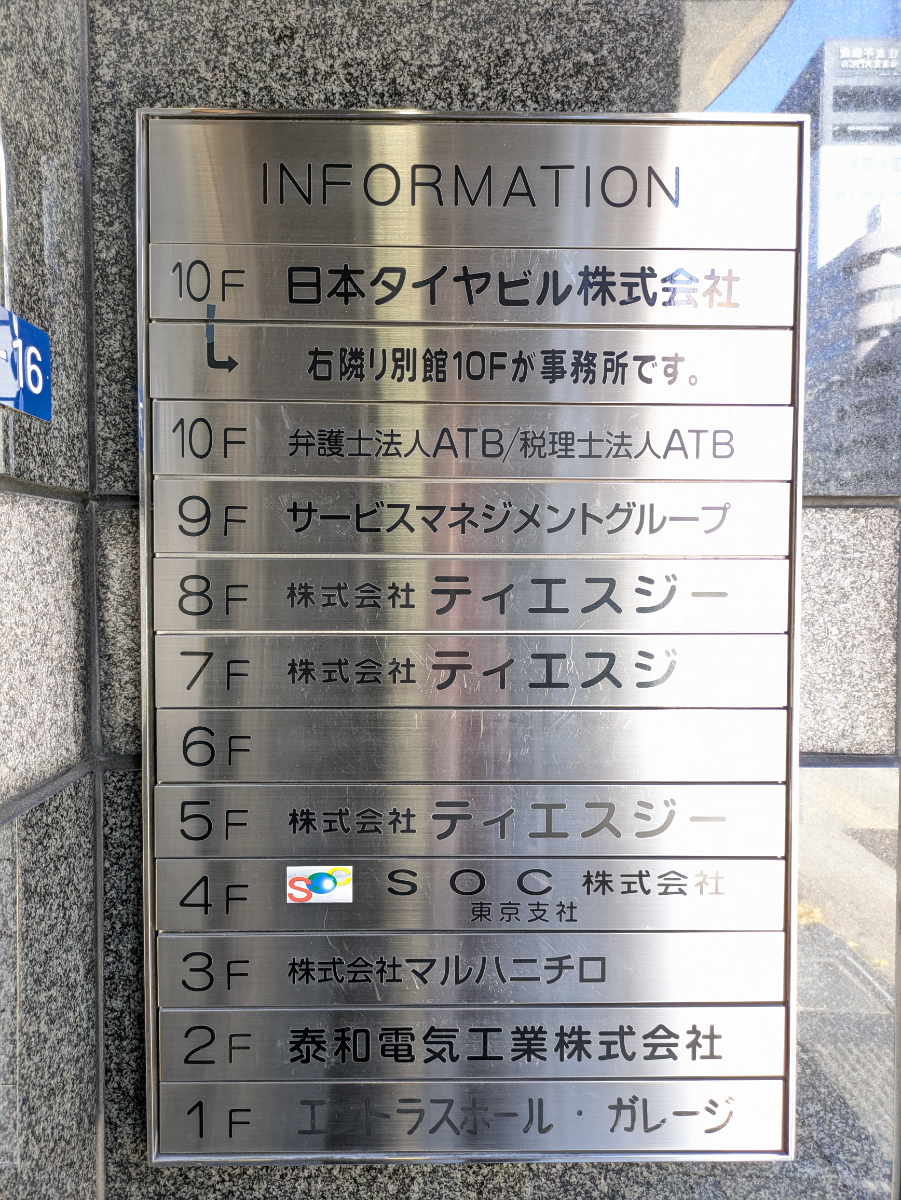 INFORMATION
10F 日本タイヤビル株式会社
右隣り別館10Fが事務所です。
10F 弁護士法人ATB/税理士法人ATB
9F サービスマネジメントグループ
8F 株式会社 ティエスジー
7F 株式会社 ティエスジ
6F
5F 株式会社 ティエスジー
4F SOC SOC 株式会社
東京支社
3F 株式会社マルハニチロ
2F 泰和電気工業株式会社
1F エントラスホール・ガレージ
16